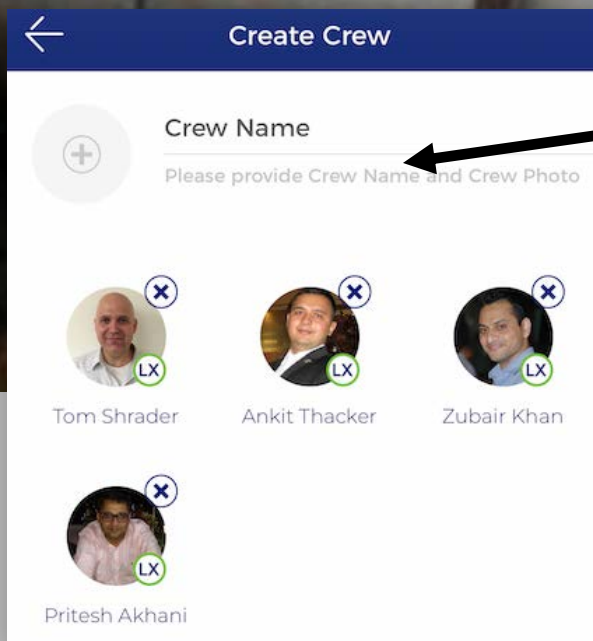 Create Crew
Crew Name
Please provide Crew Name and Crew Photo
LX LX LX
Tom Shrader Ankit Thacker Zubair Khan
LX
Pritesh Akhani